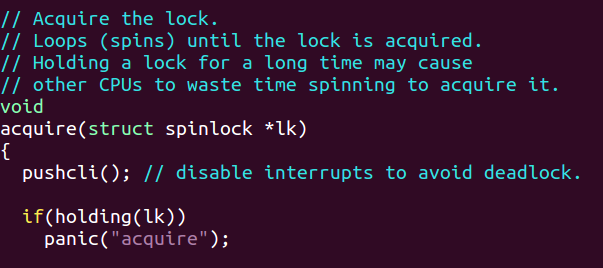 // Acquire the lock.
// Loops (spins) until the lock is acquired.
// Holding a lock for a long time may cause
// other CPUs to waste time spinning to acquire it.
void
acquire(struct spinlock *lk)
{
  pushcli(); // disable interrupts to avoid deadlock.
  if(holding(lk))
    panic("acquire");